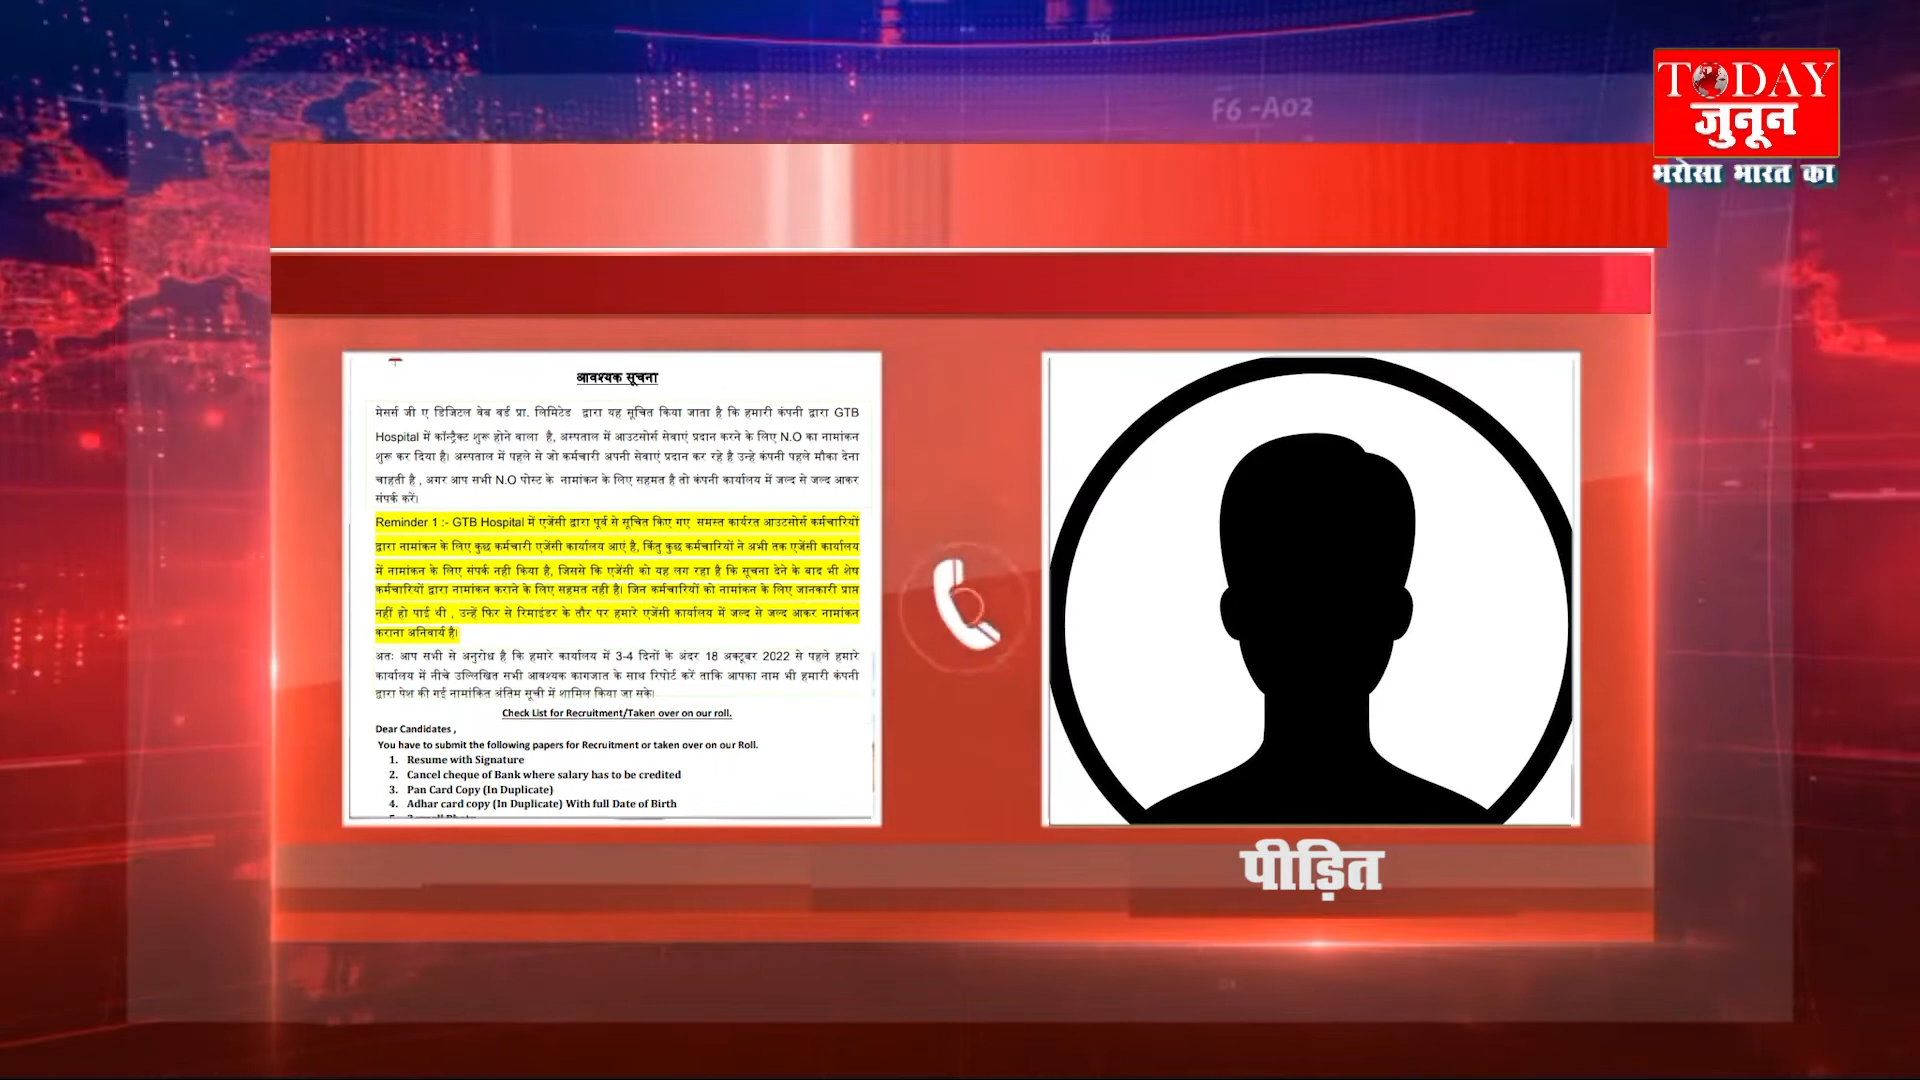 F6-A02
TODAY
जुनून
भरोसा भारत का
आवश्यक सूचना
मेसर्स जी ए डिजिटल वेब वर्ड प्रा. लिमिटेड द्वारा यह सूचित किया जाता है कि हमारी कंपनी द्वारा GTB
Hospital में कॉन्ट्रैक्ट शुरू होने वाला है, अस्पताल में आउटसोर्स सेवाएं प्रदान करने के लिए N.O का नामांकन
शुरू कर दिया है। अस्पताल में पहले से जो कर्मचारी अपनी सेवाएं प्रदान कर रहे है उन्हे कंपनी पहले मौका देना
चाहती है , अगर आप सभी N.O पोस्ट के नामांकन के लिए सहमत है तो कंपनी कार्यालय में जल्द से जल्द आकर
संपर्क करें।
Reminder 1 :- GTB Hospital में एजेंसी द्वारा पूर्व से सूचित किए गए समस्त कार्यरत आउटसोर्स कर्मचारियों
द्वारा नामांकन के लिए कुछ कर्मचारी एजेंसी कार्यालय आएं है, किंतु कुछ कर्मचारियों ने अभी तक एजेंसी कार्यालय
में नामांकन के लिए संपर्क नही किया है, जिससे कि एजेंसी को यह लग रहा है कि सूचना देने के बाद भी शेष
कर्मचारियों द्वारा नामांकन कराने के लिए सहमत नही है। जिन कर्मचारियों को नामांकन के लिए जानकारी प्राप्त
नहीं हो पाई थी , उन्हें फिर से रिमाइंडर के तौर पर हमारे एजेंसी कार्यालय में जल्द से जल्द आकर नामांकन
कराना अनिवार्य है।
अतः आप सभी से अनुरोध है कि हमारे कार्यालय में 3-4 दिनों के अंदर 18 अक्टूबर 2022 से पहले हमारे
कार्यालय में नीचे उल्लिखित सभी आवश्यक कागजात के साथ रिपोर्ट करें ताकि आपका नाम भी हमारी कंपनी
द्वारा पेश की गई नामांकित अंतिम सूची में शामिल किया जा सके।
Check List for Recruitment/Taken over on our roll.
Dear Candidates ,
You have to submit the following papers for Recruitment or taken over on our Roll.
1. Resume with Signature
2. Cancel cheque of Bank where salary has to be credited
3. Pan Card Copy (In Duplicate)
4. Adhar card copy (In Duplicate) With full Date of Birth
पीड़ित